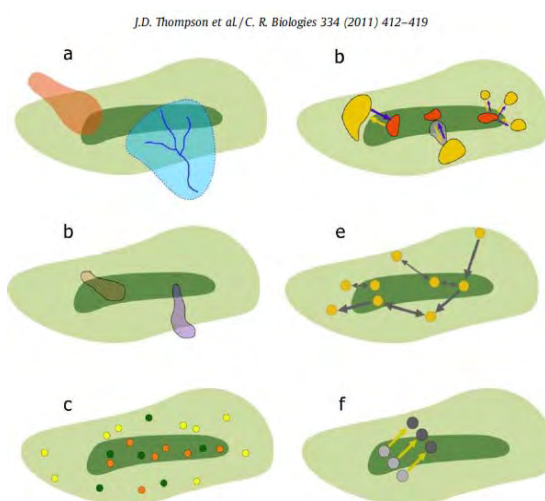 J.D. Thompson et al. / C. R. Biologies 334 (2011) 412–419
a
b
b
e
c
f